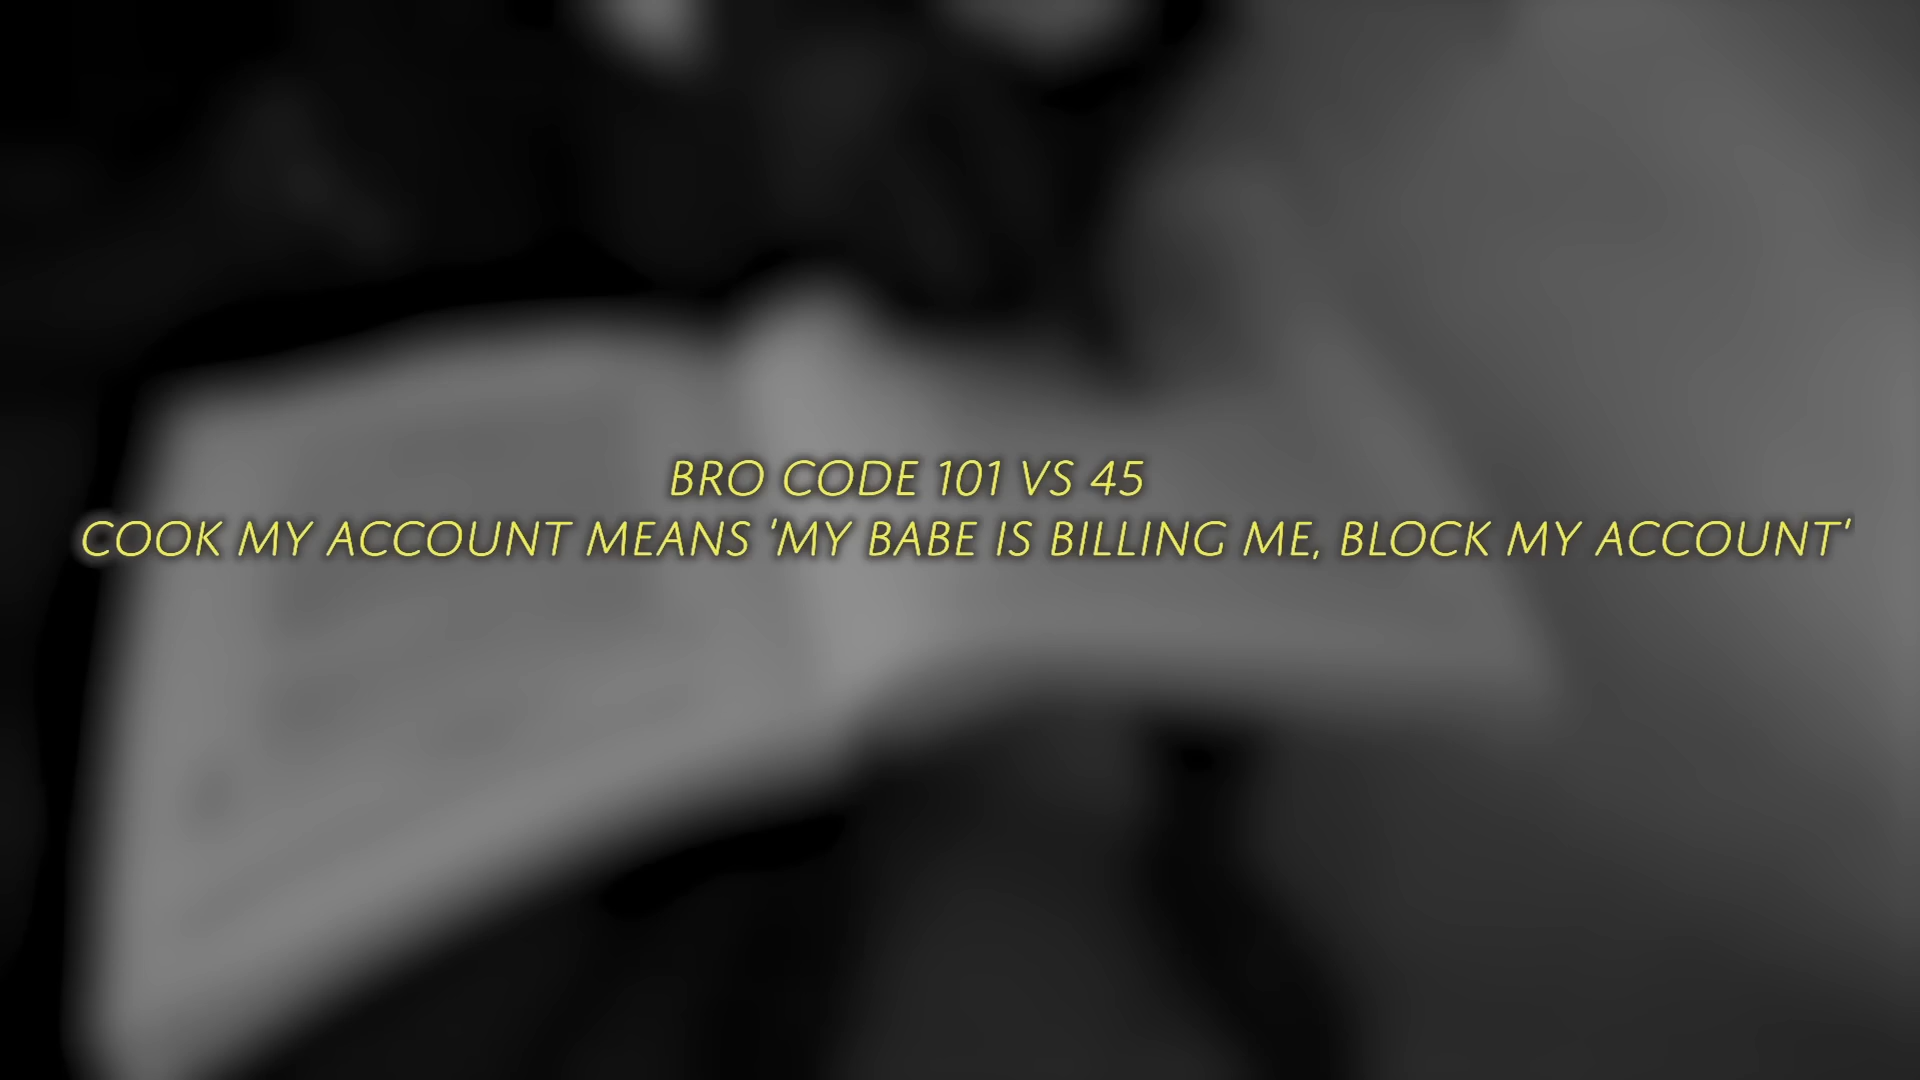 BRO CODE 101 VS 45
COOK MY ACCOUNT MEANS 'MY BABE IS BILLING ME, BLOCK MY ACCOUNT'